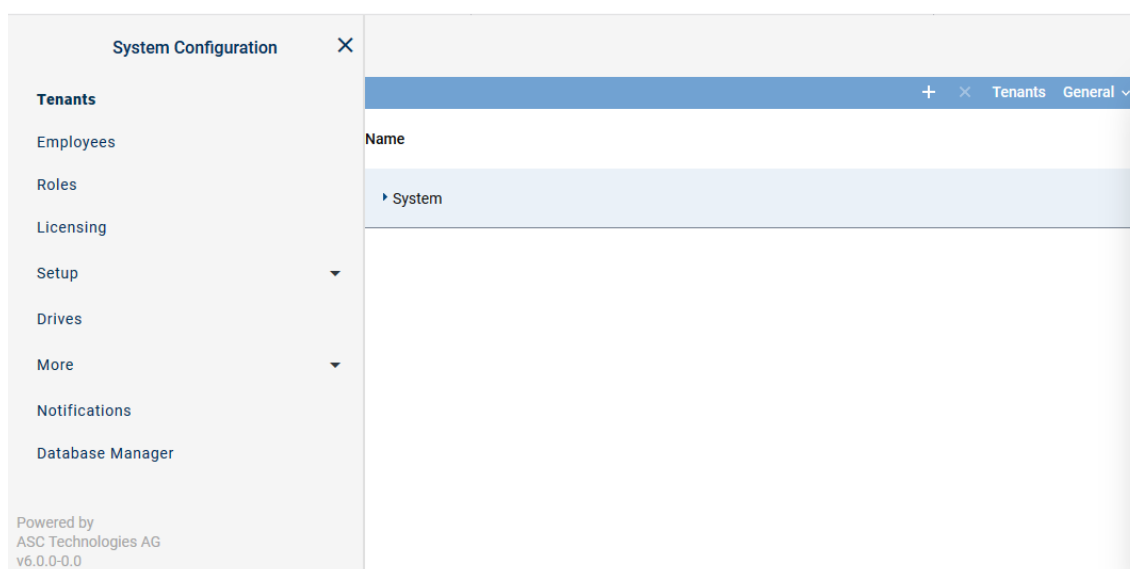 System Configuration
Tenants
Employees
Roles
Licensing
Setup
Drives
More
Notifications
Database Manager
Powered by
ASC Technologies AG
v6.0.0-0.0
Tenants General
Name
System